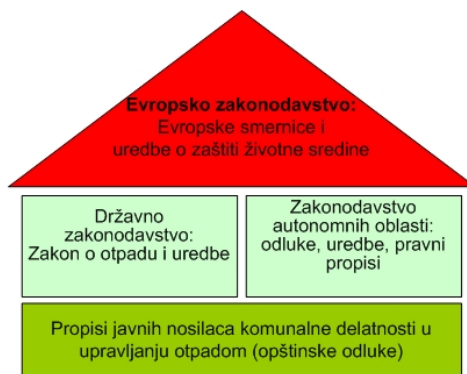 Evropsko zakonodavstvo:
Evropske smernice i
uredbe o zaštiti životne sredine
Državno
zakonodavstvo:
Zakon o otpadu i uredbe
Zakonodavstvo
autonomnih oblasti:
odluke, uredbe, pravni
propisi
Propisi javnih nosilaca komunalne delatnosti u
upravljanju otpadom (opštinske odluke)